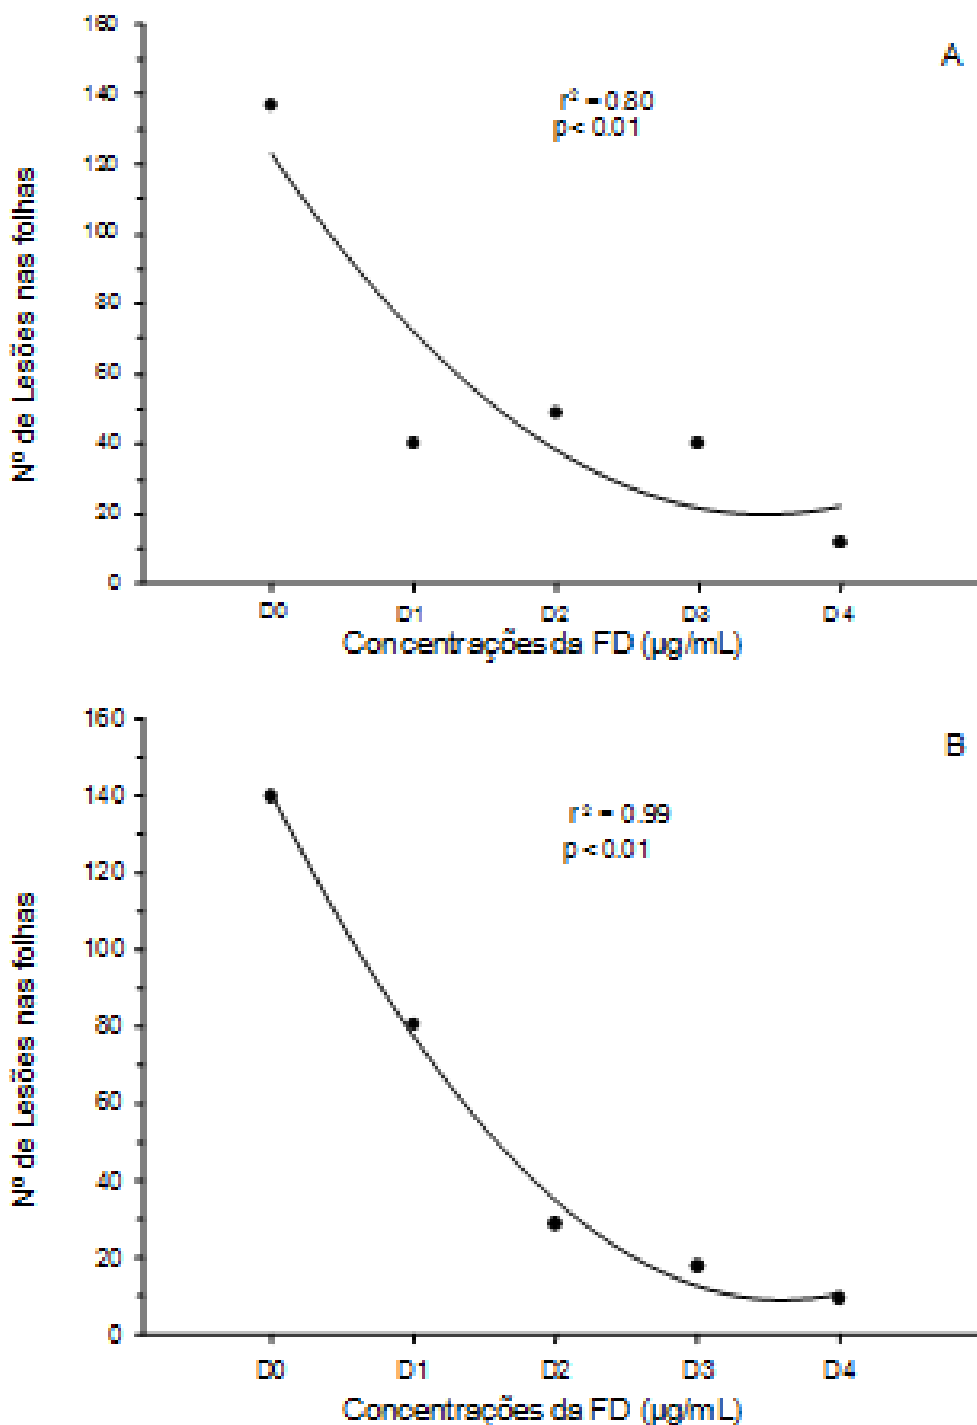 160
A
140
r² = 0.80
p < 0.01
120
100
80
60
40
20
0
Nº de Lesões nas folhas
D0 D1 D2 D3 D4
Concentrações da FD (µg/mL)
160
B
140
r² = 0.99
p < 0.01
120
100
80
60
40
20
0
Nº de Lesões nas folhas
D0 D1 D2 D3 D4
Concentrações da FD (µg/mL)